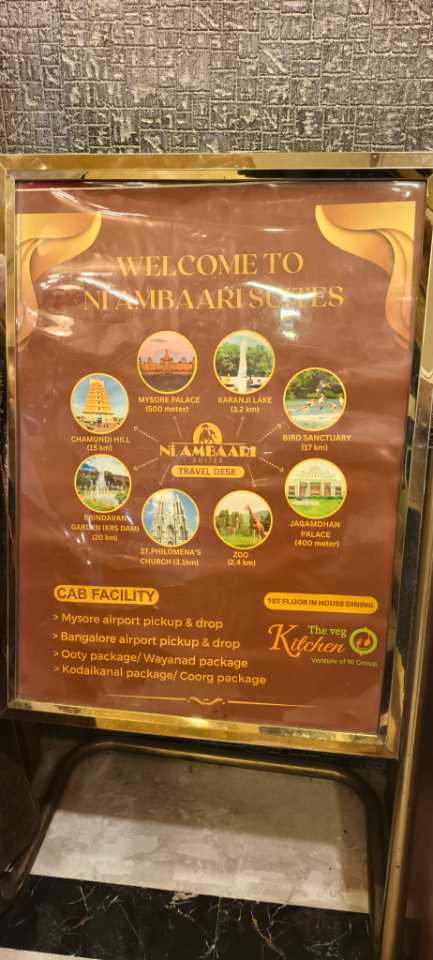 WELCOME TO
NI AMBAARI SUITES
MYSORE PALACE
(500 meter)
KARANJI LAKE
(3.2 km)
CHAMUNDI HILL
(15 km)
BIRD SANCTUARY
(17 km)
NI AMBAARI
SUITES
TRAVEL DESK
BRINDAVAN
GARDEN (KRS DAM)
(20 km)
ST.PHILOMENA'S
CHURCH (3.1km)
ZOO
(2.4 km)
JAGAMOHAN
PALACE
(400 meter)
CAB FACILITY
> Mysore airport pickup & drop
> Bangalore airport pickup & drop
> Ooty package/ Wayanad package
> Kodaikanal package/ Coorg package
1ST FLOOR IN HOUSE DINING
The veg
Kitchen
Venture of NI Group